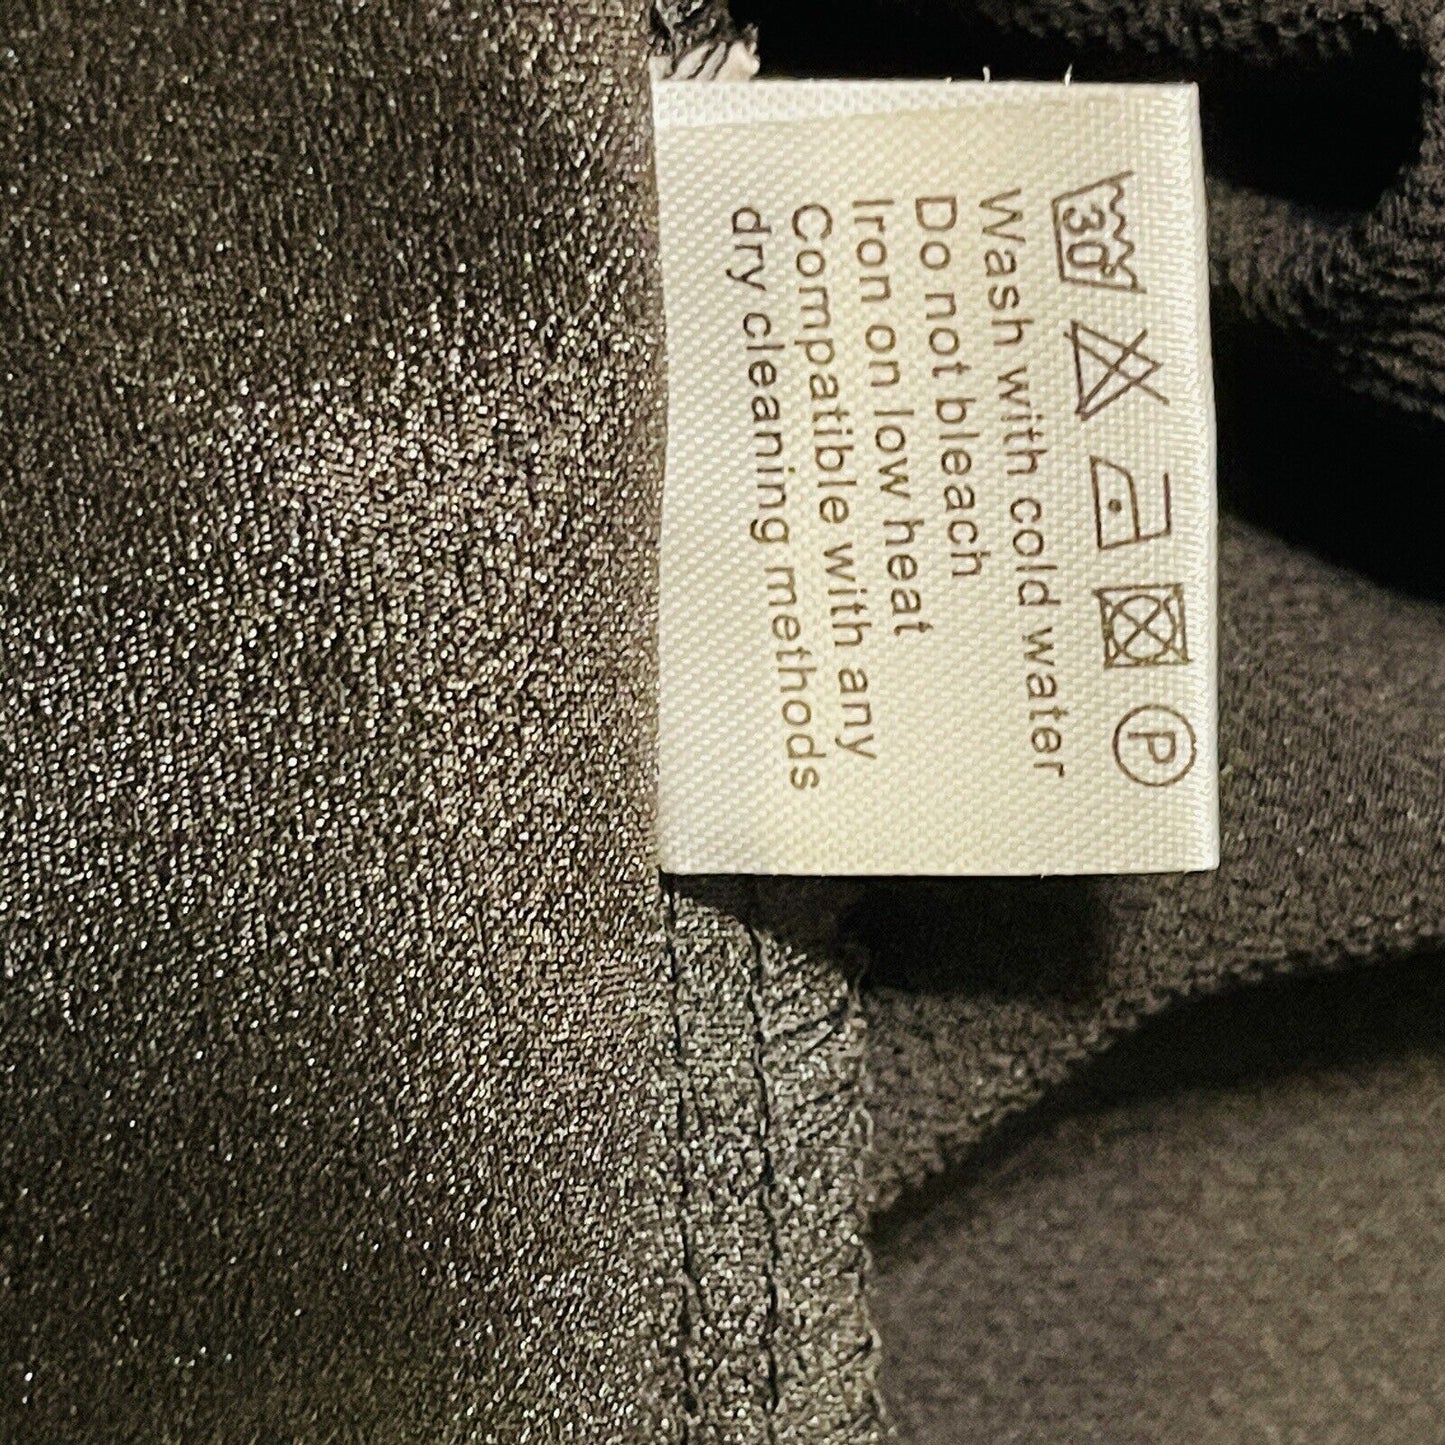 30 P
Wash with cold water
Do not bleach
Iron on low heat
Compatible with any
dry cleaning methods